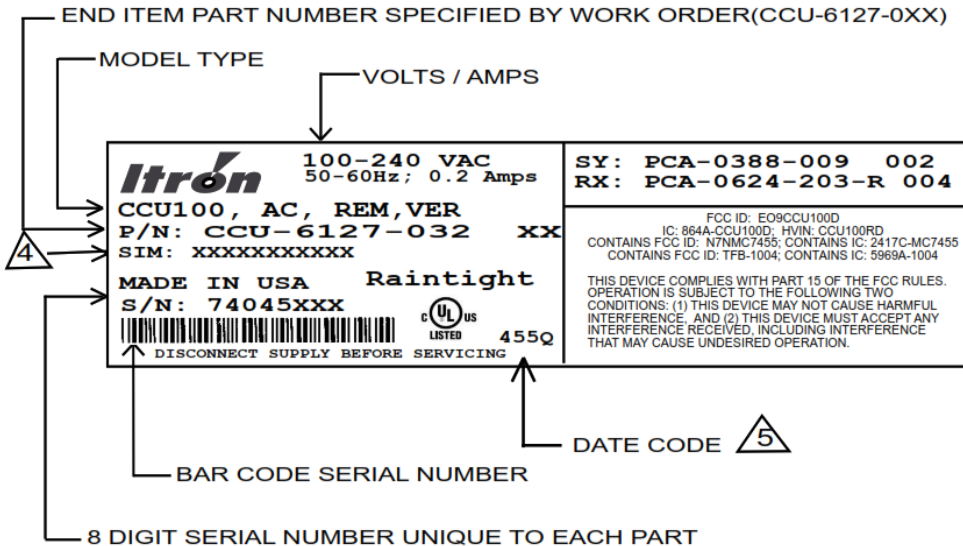 END ITEM PART NUMBER SPECIFIED BY WORK ORDER(CCU-6127-0XX)
MODEL TYPE
VOLTS / AMPS
Itrón
100-240 VAC
50-60Hz; 0.2 Amps
CCU100, AC, REM,VER
P/N: CCU-6127-032 XX
4
SIM: XXXXXXXXXXX
MADE IN USA Raintight
S/N: 74045XXX
C UL US
LISTED
455Q
DISCONNECT SUPPLY BEFORE SERVICING
SY: PCA-0388-009 002
RX: PCA-0624-203-R 004
FCC ID: EO9CCU100D
IC: 864A-CCU100D; HVIN: CCU100RD
CONTAINS FCC ID: N7NMC7455; CONTAINS IC: 2417C-MC7455
CONTAINS FCC ID: TFB-1004; CONTAINS IC: 5969A-1004
THIS DEVICE COMPLIES WITH PART 15 OF THE FCC RULES.
OPERATION IS SUBJECT TO THE FOLLOWING TWO
CONDITIONS: (1) THIS DEVICE MAY NOT CAUSE HARMFUL
INTERFERENCE, AND (2) THIS DEVICE MUST ACCEPT ANY
INTERFERENCE RECEIVED, INCLUDING INTERFERENCE
THAT MAY CAUSE UNDESIRED OPERATION.
DATE CODE 5
BAR CODE SERIAL NUMBER
8 DIGIT SERIAL NUMBER UNIQUE TO EACH PART